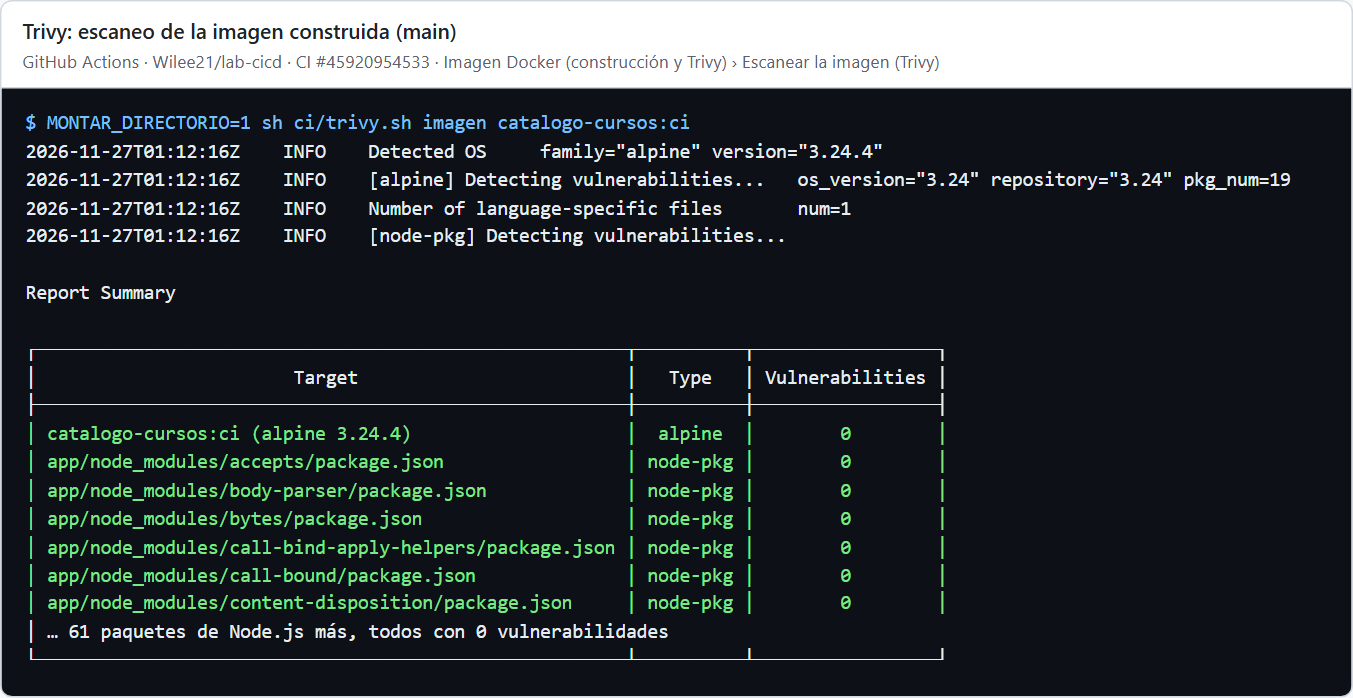 Trivy: escaneo de la imagen construida (main)
GitHub Actions · Wilee21/lab-cicd · CI #45920954533 · Imagen Docker (construcción y Trivy) › Escanear la imagen (Trivy)
$ MONTAR_DIRECTORIO=1 sh ci/trivy.sh imagen catalogo-cursos:ci
2026-11-27T01:12:16Z INFO Detected OS family="alpine" version="3.24.4"
2026-11-27T01:12:16Z INFO [alpine] Detecting vulnerabilities... os_version="3.24" repository="3.24" pkg_num=19
2026-11-27T01:12:16Z INFO Number of language-specific files num=1
2026-11-27T01:12:16Z INFO [node-pkg] Detecting vulnerabilities...
Report Summary
Target Type Vulnerabilities
catalogo-cursos:ci (alpine 3.24.4) alpine 0
app/node_modules/accepts/package.json node-pkg 0
app/node_modules/body-parser/package.json node-pkg 0
app/node_modules/bytes/package.json node-pkg 0
app/node_modules/call-bind-apply-helpers/package.json node-pkg 0
app/node_modules/call-bound/package.json node-pkg 0
app/node_modules/content-disposition/package.json node-pkg 0
… 61 paquetes de Node.js más, todos con 0 vulnerabilidades